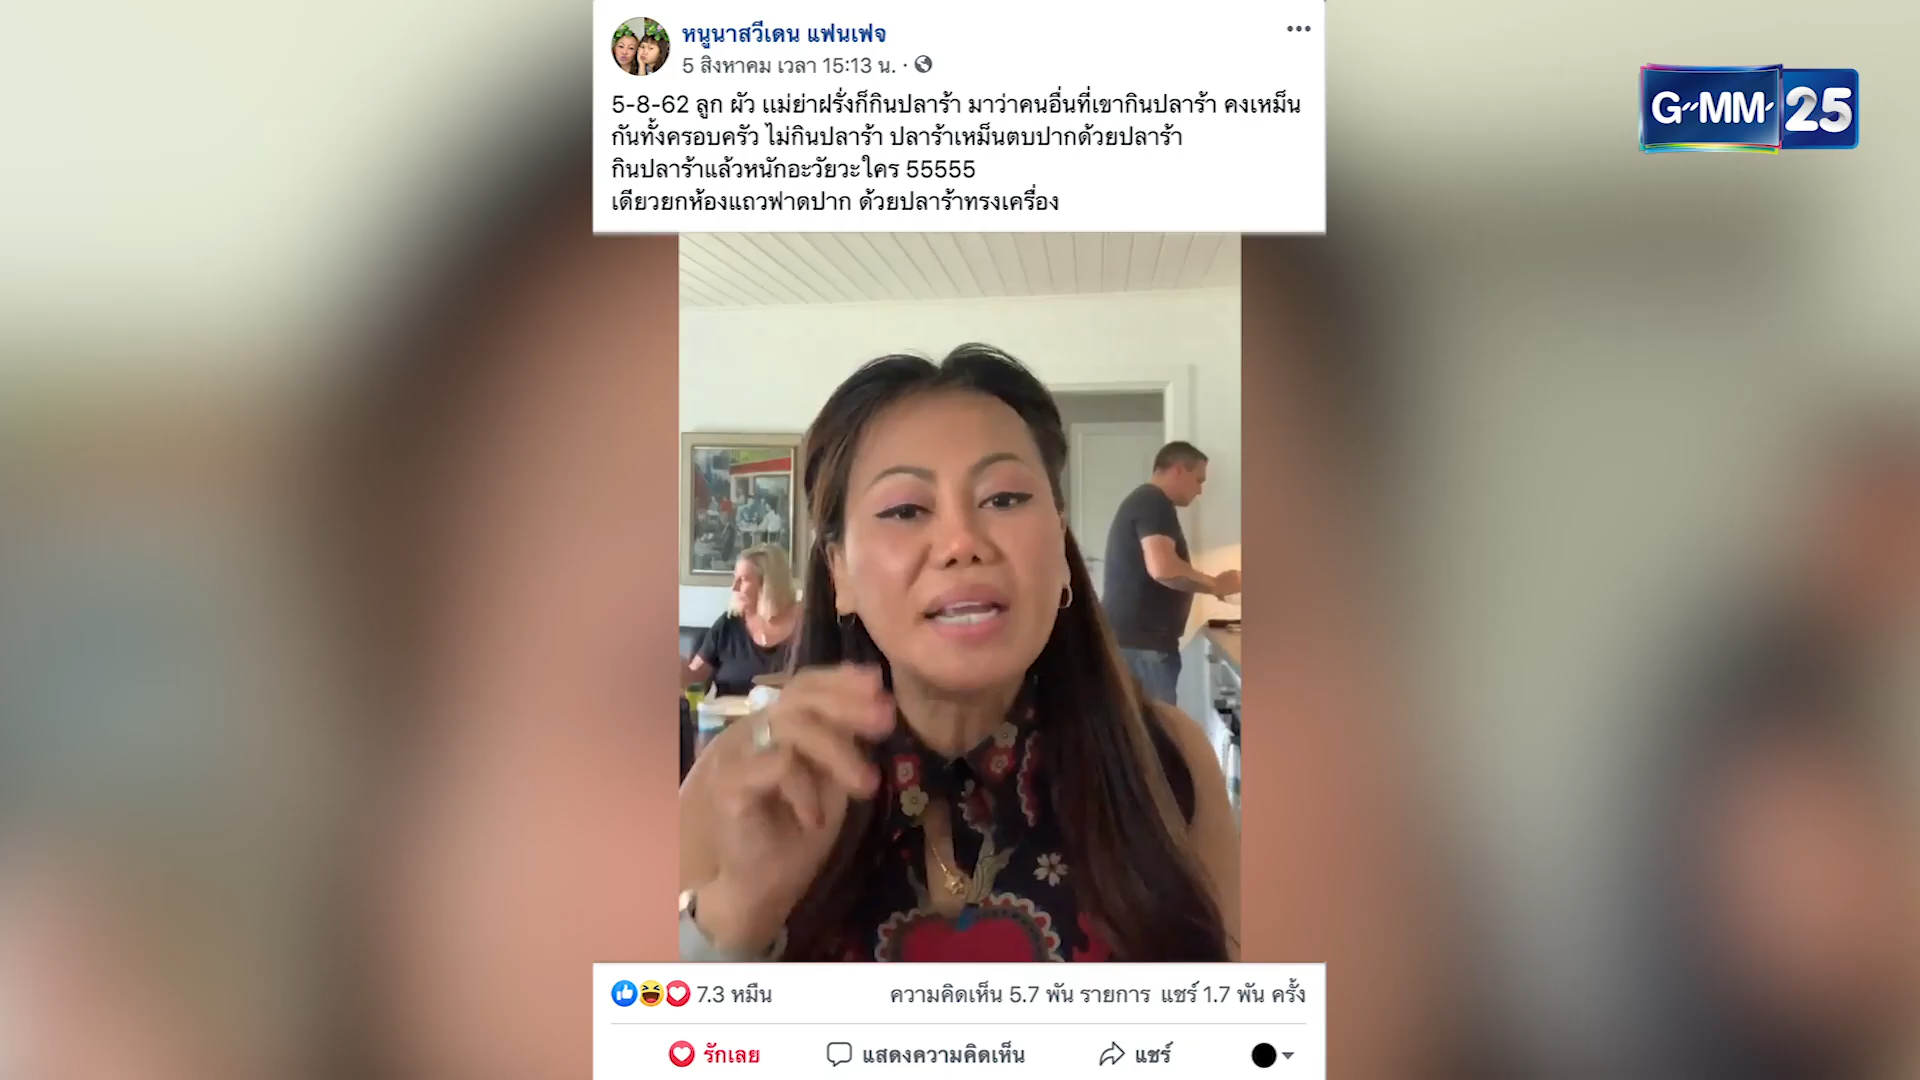 หนูนาสวีเดน แฟนเฟจ
5 สิงหาคม เวลา 15:13 น. ·
GMM 25
5-8-62 ลูก ผัว แม่ย่าฝรั่งก็กินปลาร้า มาว่าคนอื่นที่เขากินปลาร้า คงเหม็น
กันทั้งครอบครัว ไม่กินปลาร้า ปลาร้าเหม็นตบปากด้วยปลาร้า
กินปลาร้าแล้วหนักอะวัยวะใคร 55555
เดียวยกห้องแถวฟาดปาก ด้วยปลาร้าทรงเครื่อง
7.3 หมื่น ความคิดเห็น 5.7 พัน รายการ แชร์ 1.7 พัน ครั้ง
รักเลย แสดงความคิดเห็น แชร์